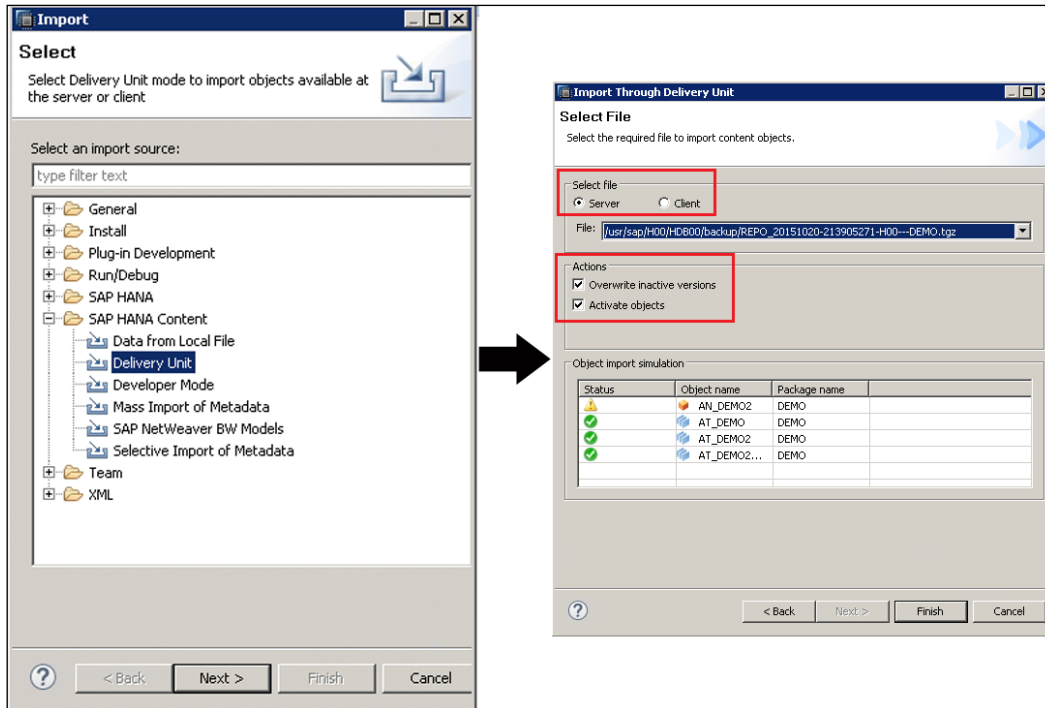 Import
Select
Select Delivery Unit mode to import objects available at
the server or client
Select an import source:
type filter text
General
Install
Plug-in Development
Run/Debug
SAP HANA
SAP HANA Content
Data from Local File
Delivery Unit
Developer Mode
Mass Import of Metadata
SAP NetWeaver BW Models
Selective Import of Metadata
Team
XML
< Back Next > Finish Cancel
Import Through Delivery Unit
Select File
Select the required file to import content objects.
Select file
Server Client
File: /usr/sap/H00/HDB00/backup/REPO_20151020-213905271-H00---DEMO.tgz
Actions
Overwrite inactive versions
Activate objects
Object import simulation
Status Object name Package name
AN_DEMO2 DEMO
AT_DEMO DEMO
AT_DEMO2 DEMO
AT_DEMO2... DEMO
< Back Next > Finish Cancel